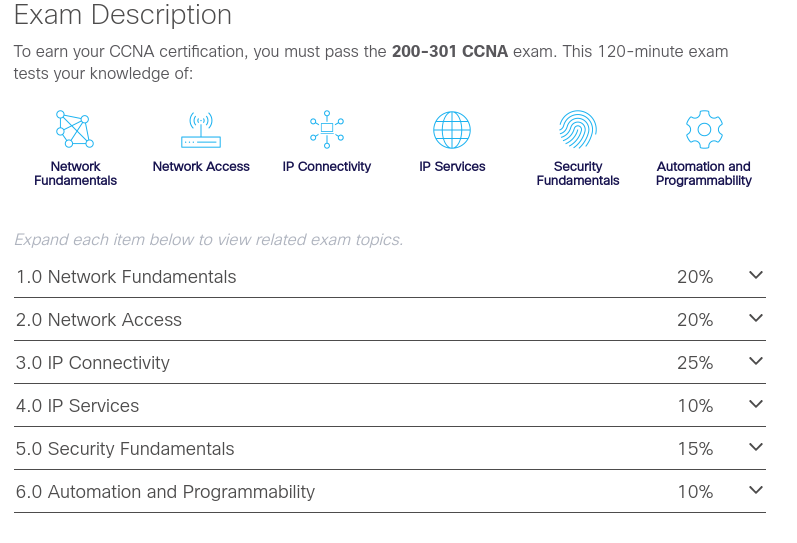 Exam Description
To earn your CCNA certification, you must pass the 200-301 CCNA exam. This 120-minute exam
tests your knowledge of:
Network
Fundamentals
Network Access
IP Connectivity
IP Services
Security
Fundamentals
Automation and
Programmability
Expand each item below to view related exam topics.
1.0 Network Fundamentals 20%
2.0 Network Access 20%
3.0 IP Connectivity 25%
4.0 IP Services 10%
5.0 Security Fundamentals 15%
6.0 Automation and Programmability 10%